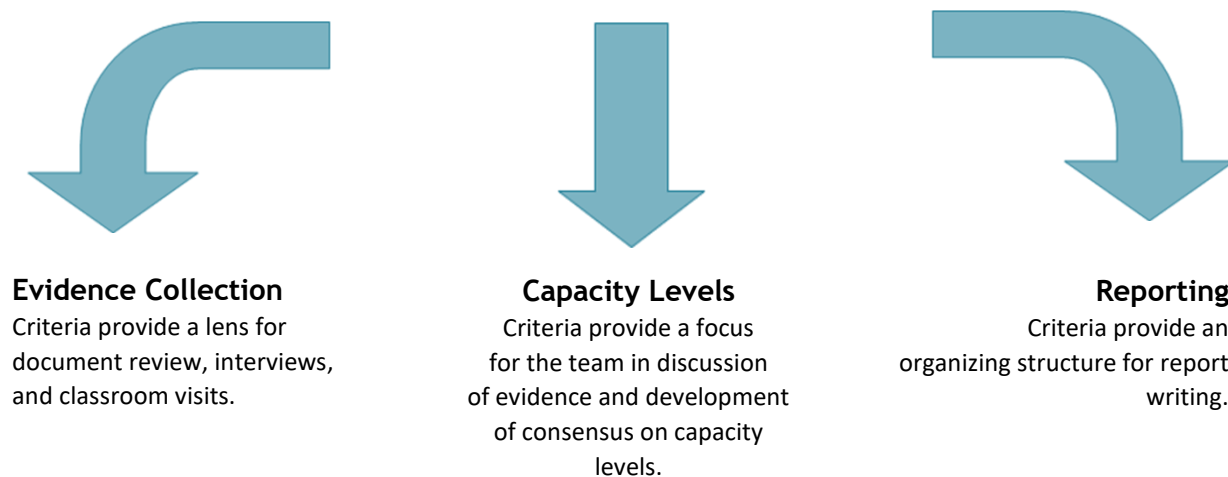 Evidence Collection
Criteria provide a lens for
document review, interviews,
and classroom visits.
Capacity Levels
Criteria provide a focus
for the team in discussion
of evidence and development
of consensus on capacity
levels.
Reporting
Criteria provide an
organizing structure for report
writing.